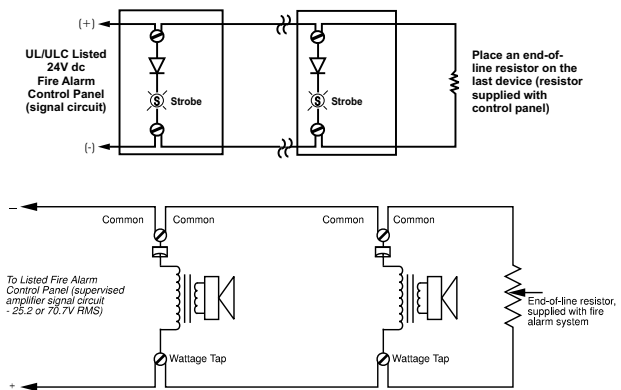 (+)
UL/ULC Listed
24V dc
Fire Alarm
Control Panel
(signal circuit)
(-)
S Strobe
S Strobe
Place an end-of-
line resistor on the
last device (resistor
supplied with
control panel)
–
Common Common
Common Common
To Listed Fire Alarm
Control Panel (supervised
amplifier signal circuit
- 25.2 or 70.7V RMS)
End-of-line resistor,
supplied with fire
alarm system
Wattage Tap
Wattage Tap
+